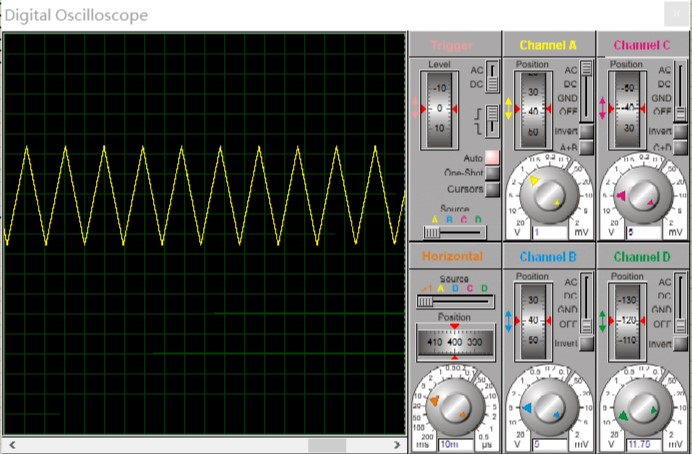 Digital Oscilloscope
Trigger
Level
AC
DC
-10
0
10
Auto
One-Shot
Cursors
Source
A B C D
Channel A
Position
AC
DC
GND
OFF
30
40
Invert
A+B
V
1
mV
Channel C
Position
AC
DC
GND
OFF
-50
-40
30
Invert
C+D
V
5
mV
Horizontal
Source
A B C D
Position
410 400 390
200
100
50
20
ms
10m
0.5
µs
Channel B
Position
AC
DC
GND
OFF
30
40
50
Invert
20
V
5
2
mV
Channel D
Position
AC
DC
GND
OFF
-130
-120
-110
Invert
20
V
11.75
2
mV